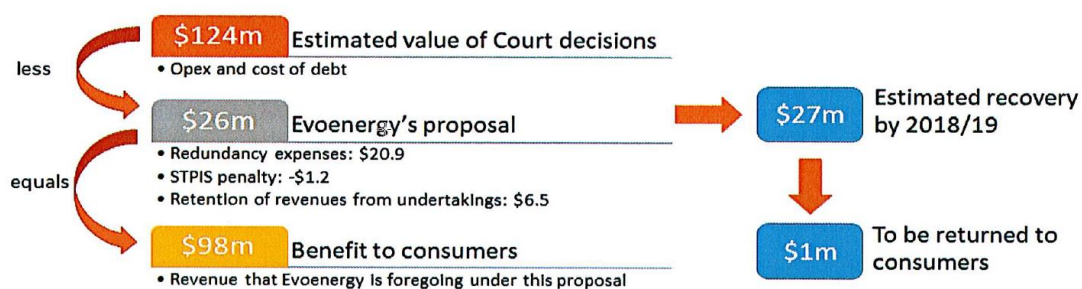 $124m Estimated value of Court decisions
• Opex and cost of debt
less
$26m Evoenergy's proposal
• Redundancy expenses: $20.9
• STPIS penalty: -$1.2
• Retention of revenues from undertakings: $6.5
equals
$98m Benefit to consumers
• Revenue that Evoenergy is foregoing under this proposal
$27m Estimated recovery
by 2018/19
$1m To be returned to
consumers